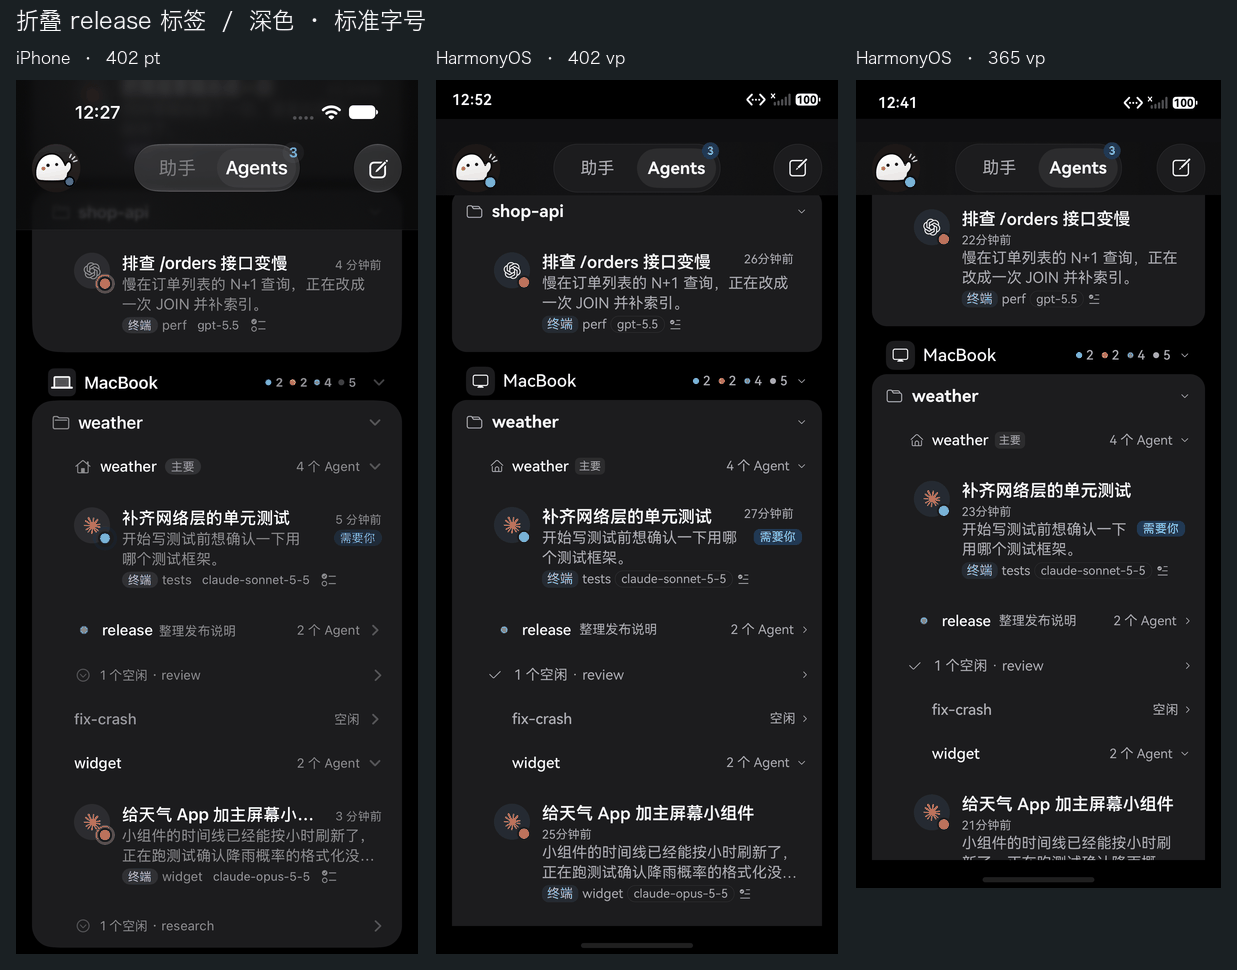 折叠 release 标签 / 深色 · 标准字号
iPhone · 402 pt
12:27
助手 Agents 3
shop-api
排查 /orders 接口变慢 4 分钟前
慢在订单列表的 N+1 查询，正在改成
一次 JOIN 并补索引。
终端 perf gpt-5.5
MacBook 2 2 4 5
weather
weather 主要 4 个 Agent
补齐网络层的单元测试 5 分钟前
开始写测试前想确认一下用 需要你
哪个测试框架。
终端 tests claude-sonnet-5-5
release 整理发布说明 2 个 Agent
1 个空闲 · review
fix-crash 空闲
widget 2 个 Agent
给天气 App 加主屏幕小... 3 分钟前
小组件的时间线已经能按小时刷新了，
正在跑测试确认降雨概率的格式化没...
终端 widget claude-opus-5-5
1 个空闲 · research
HarmonyOS · 402 vp
12:52 100
助手 Agents 3
shop-api
排查 /orders 接口变慢 26分钟前
慢在订单列表的 N+1 查询，正在改成
一次 JOIN 并补索引。
终端 perf gpt-5.5
MacBook 2 2 4 5
weather
weather 主要 4 个 Agent
补齐网络层的单元测试 27分钟前
开始写测试前想确认一下用哪 需要你
个测试框架。
终端 tests claude-sonnet-5-5
release 整理发布说明 2 个 Agent
1 个空闲 · review
fix-crash 空闲
widget 2 个 Agent
给天气 App 加主屏幕小组件
25分钟前
小组件的时间线已经能按小时刷新了，
正在跑测试确认降雨概率的格式化没...
终端 widget claude-opus-5-5
HarmonyOS · 365 vp
12:41 100
助手 Agents 3
排查 /orders 接口变慢
22分钟前
慢在订单列表的 N+1 查询，正在
改成一次 JOIN 并补索引。
终端 perf gpt-5.5
MacBook 2 2 4 5
weather
weather 主要 4 个 Agent
补齐网络层的单元测试
23分钟前
开始写测试前想确认一下 需要你
用哪个测试框架。
终端 tests claude-sonnet-5-5
release 整理发布说明 2 个 Agent
1 个空闲 · review
fix-crash 空闲
widget 2 个 Agent
给天气 App 加主屏幕小组件
21分钟前
小组件的时间线已经能按小时刷